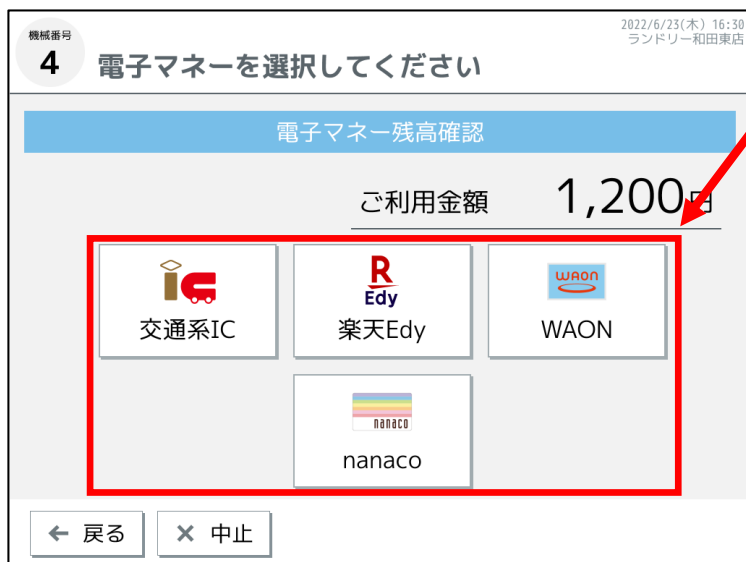 2022/6/23(木) 16:30
ランドリー和田東店
機械番号
4
電子マネーを選択してください
電子マネー残高確認
ご利用金額 1,200円
交通系IC
R
Edy
楽天Edy
WAON
WAON
nanaco
nanaco
← 戻る
× 中止